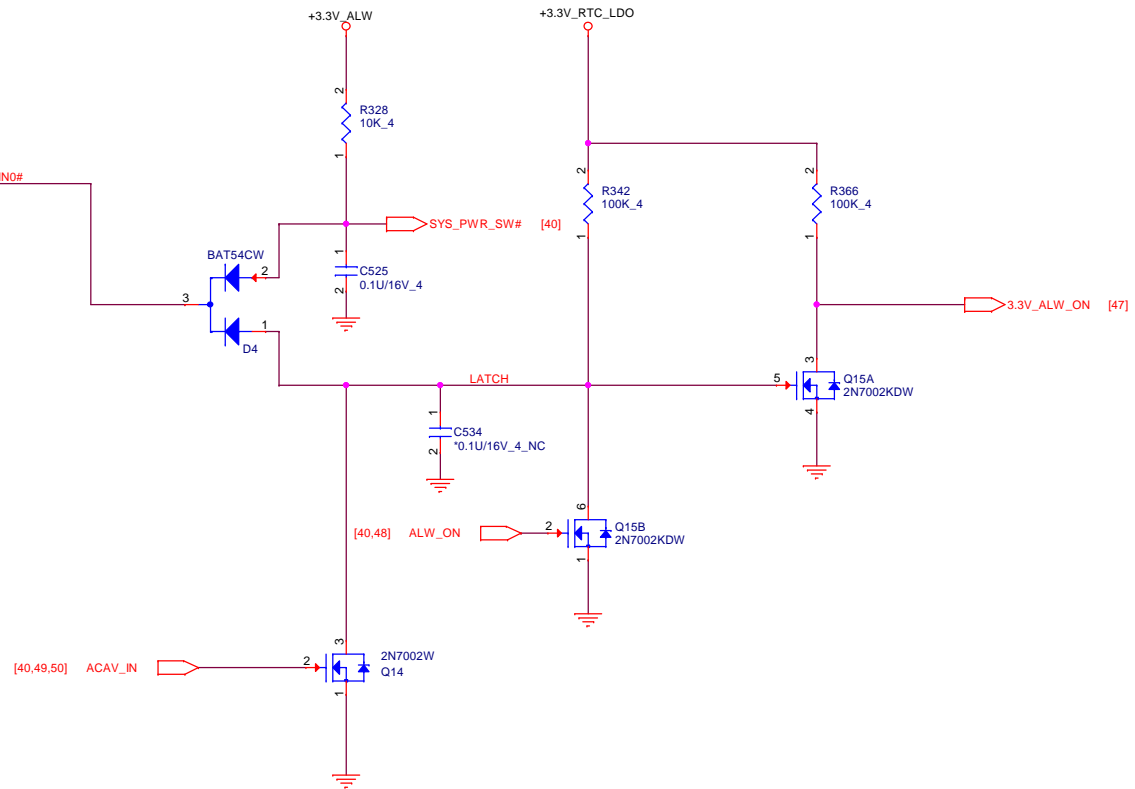 +3.3V_ALW
+3.3V_RTC_LDO
2
R328
10K_4
1
IN0#
2
R342
100K_4
1
2
R366
100K_4
1
SYS_PWR_SW# [40]
BAT54CW
2
3
1
D4
1
C525
0.1U/16V_4
2
3.3V_ALW_ON [47]
LATCH
5
3
Q15A
2N7002KDW
4
1
C534
*0.1U/16V_4_NC
2
[40,48] ALW_ON
2
6
Q15B
2N7002KDW
1
[40,49,50] ACAV_IN
2
3
2N7002W
Q14
1